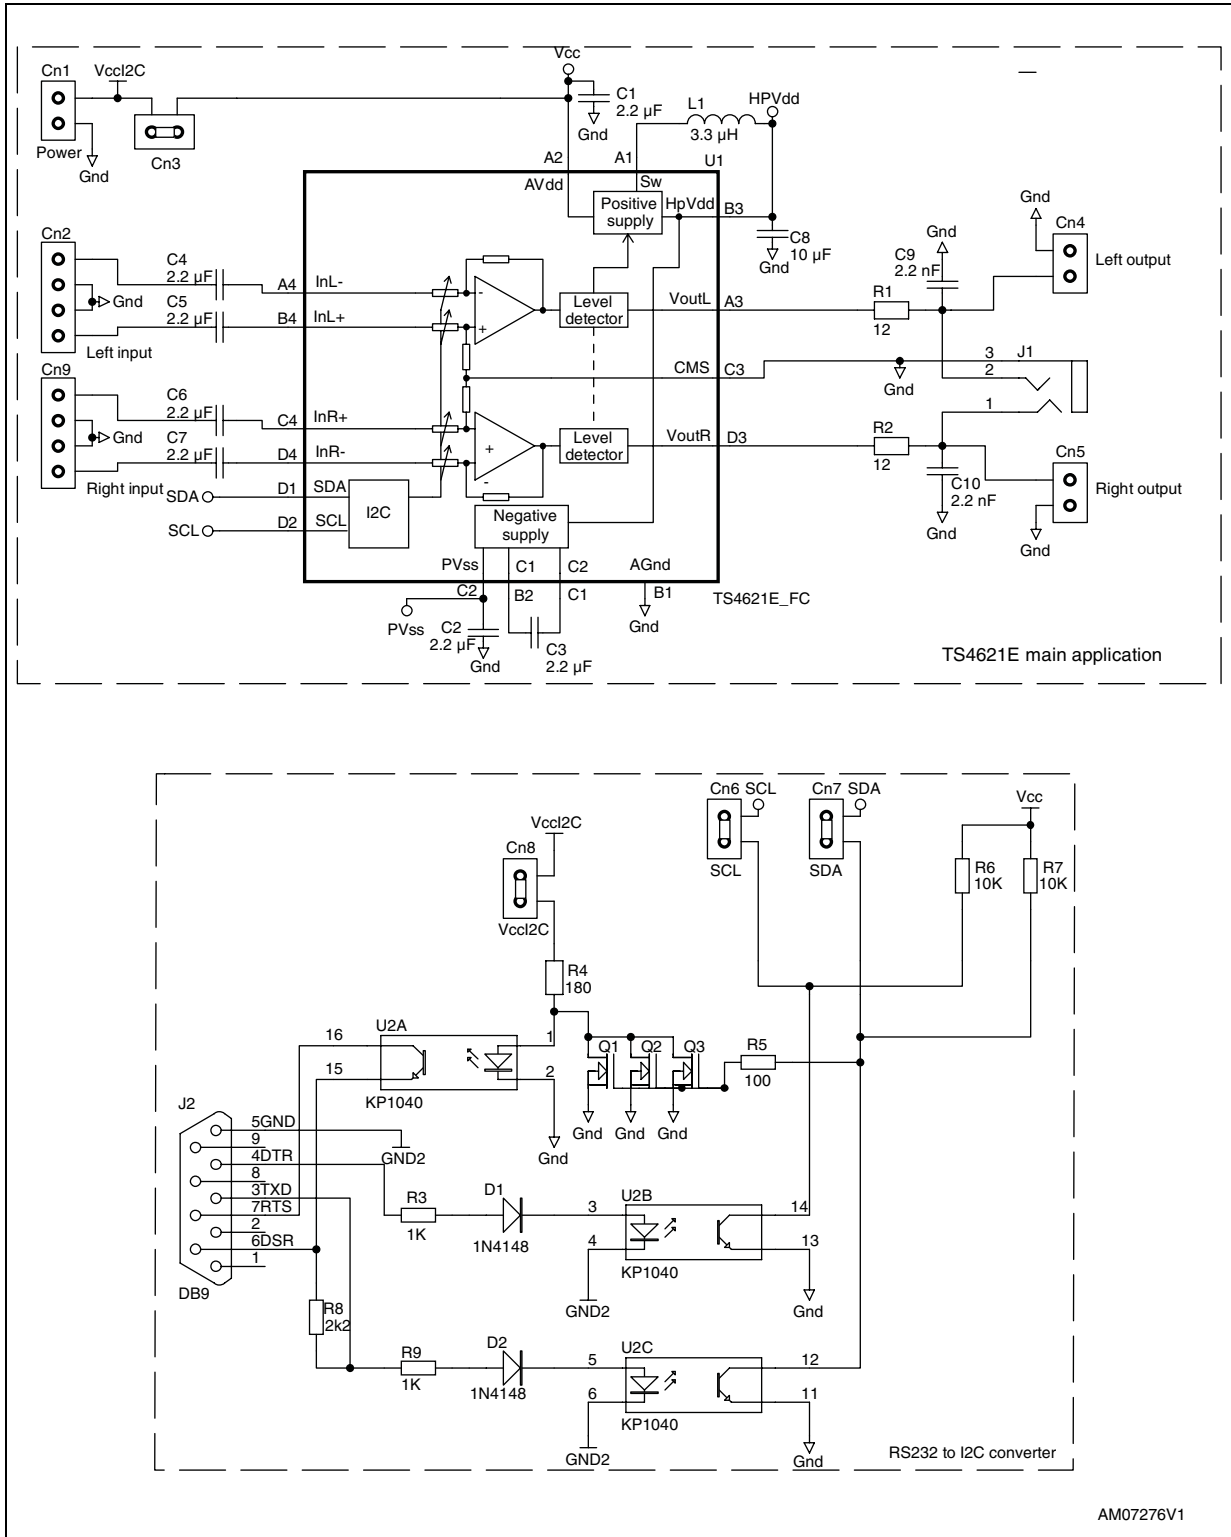 Cn1
VccI2C
Vcc
C1
2.2 µF
Gnd
L1
3.3 µH
HPVdd
Power
Gnd
Cn3
A2
A1
U1
AVdd
Sw
Positive
supply
HpVdd
B3
C8
10 µF
Gnd
Cn2
C4
2.2 µF
C5
2.2 µF
Gnd
Left input
A4
InL-
B4
InL+
-
+
Level
detector
VoutL
A3
R1
12
C9
2.2 nF
Gnd
Gnd
Cn4
Left output
CMS
C3
Gnd
3
J1
2
1
Cn9
C6
2.2 µF
C7
2.2 µF
Gnd
Right input
C4
InR+
D4
InR-
+
-
Level
detector
VoutR
D3
R2
12
C10
2.2 nF
Gnd
Cn5
Right output
Gnd
SDA
D1
SDA
SCL
D2
SCL
I2C
Negative
supply
PVss
C1
C2
AGnd
C2
B2
C1
B1
Gnd
TS4621E_FC
PVss
C2
2.2 µF
Gnd
C3
2.2 µF
TS4621E main application
Cn6 SCL
SCL
Cn7 SDA
SDA
Vcc
R6
10K
R7
10K
VccI2C
Cn8
VccI2C
R4
180
U2A
16
15
1
2
KP1040
Gnd
Q1
Q2
Q3
Gnd
Gnd
Gnd
R5
100
J2
5GND
9
4DTR
8
3TXD
7RTS
2
6DSR
1
DB9
GND2
R3
1K
D1
1N4148
3
4
U2B
14
13
KP1040
GND2
Gnd
R8
2k2
R9
1K
D2
1N4148
5
6
U2C
12
11
KP1040
GND2
Gnd
RS232 to I2C converter
AM07276V1